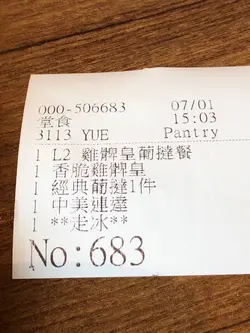 000-506683 07/01
堂食 15:03
3113 YUE Pantry
1 L2 雞髀皇葡撻餐
1 香脆雞髀皇
1 經典葡撻1件
1 中美連達
1 **走冰**
No:683